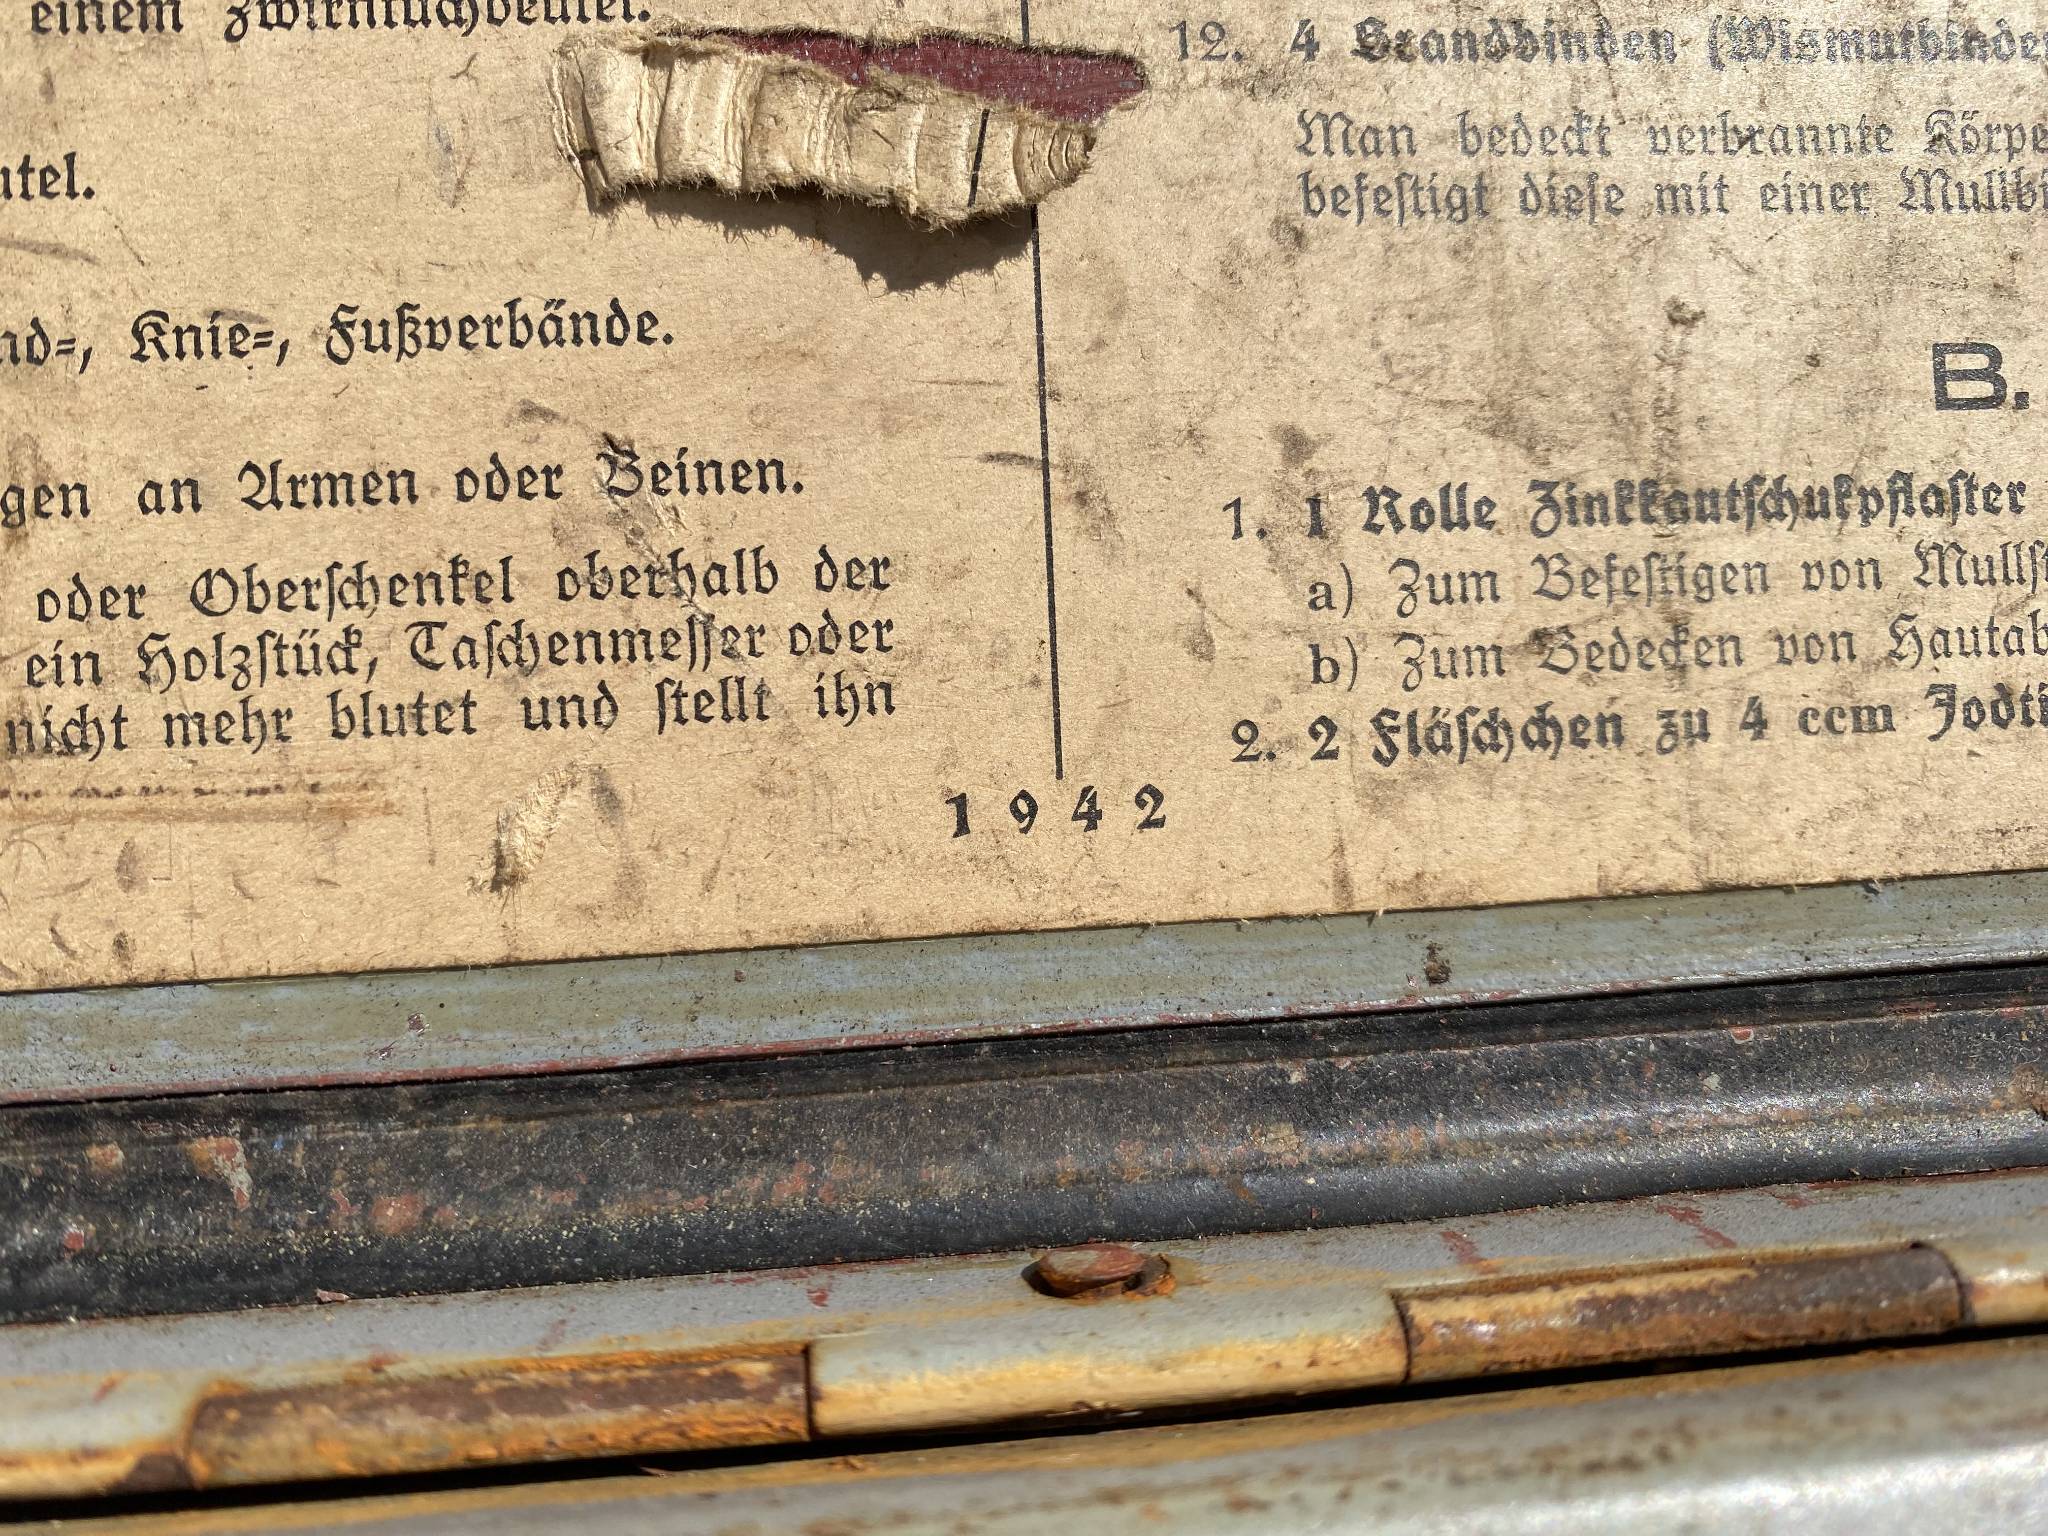 einem Zwirntuchbeutel.
utel.
nd=, Knie=, Fußverbände.
gen an Armen oder Beinen.
oder Oberſchenkel oberhalb der
ein Holzſtück, Taſchenmeſſer oder
nicht mehr blutet und ſtellt ihn
12. 4 Brandbinden (Wismutbinden
Man bedeckt verbrannte Körpe
befeſtigt dieſe mit einer Mullbi
B.
1. 1 Rolle Zinkkautſchukpflaſter
a) Zum Befeſtigen von Mullſt
b) Zum Bedecken von Hautab
2. 2 Fläſchchen zu 4 ccm Jodti
1942